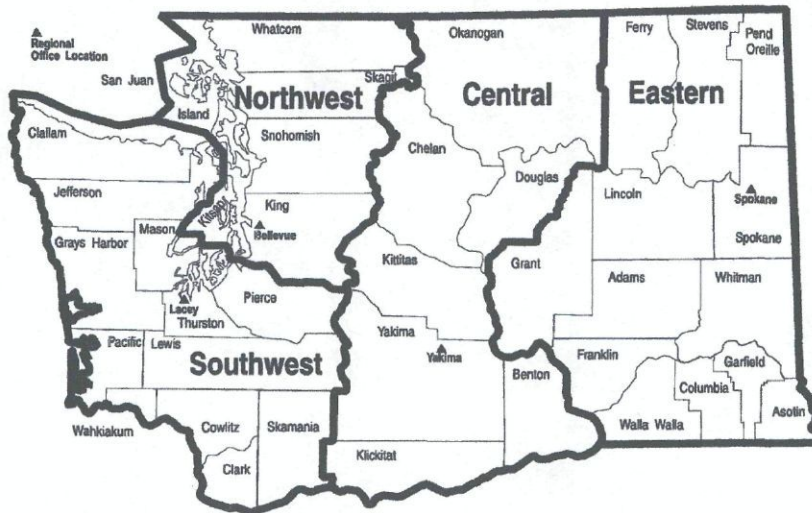 Regional
Office Location
San Juan
Whatcom
Skagit
Northwest
Island
Snohomish
King
Bellevue
Kitsap
Okanogan
Central
Chelan
Douglas
Kittitas
Yakima
Yakima
Benton
Klickitat
Ferry
Stevens
Pend
Oreille
Eastern
Lincoln
Spokane
Spokane
Grant
Adams
Whitman
Franklin
Walla Walla
Columbia
Garfield
Asotin
Clallam
Jefferson
Grays Harbor
Mason
Lacey
Thurston
Pierce
Pacific
Lewis
Southwest
Wahkiakum
Cowlitz
Skamania
Clark